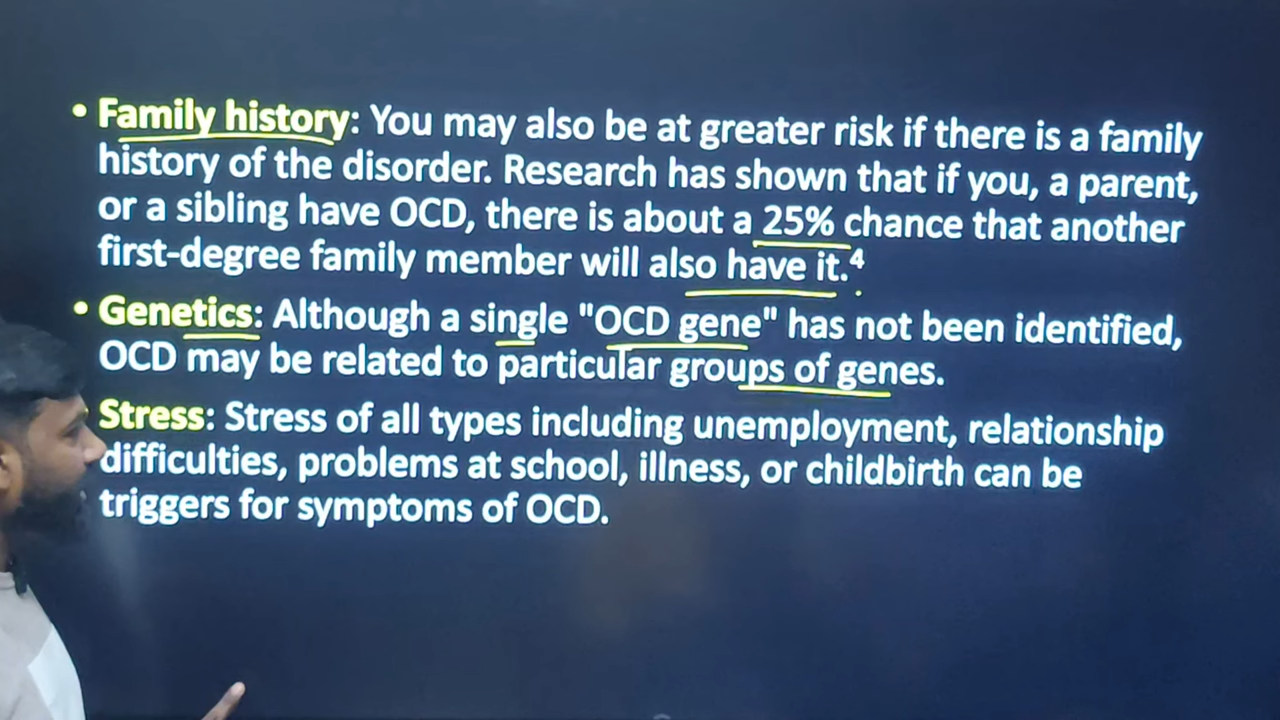 • Family history: You may also be at greater risk if there is a family
history of the disorder. Research has shown that if you, a parent,
or a sibling have OCD, there is about a 25% chance that another
first-degree family member will also have it.⁴
• Genetics: Although a single "OCD gene" has not been identified,
OCD may be related to particular groups of genes.
• Stress: Stress of all types including unemployment, relationship
difficulties, problems at school, illness, or childbirth can be
triggers for symptoms of OCD.